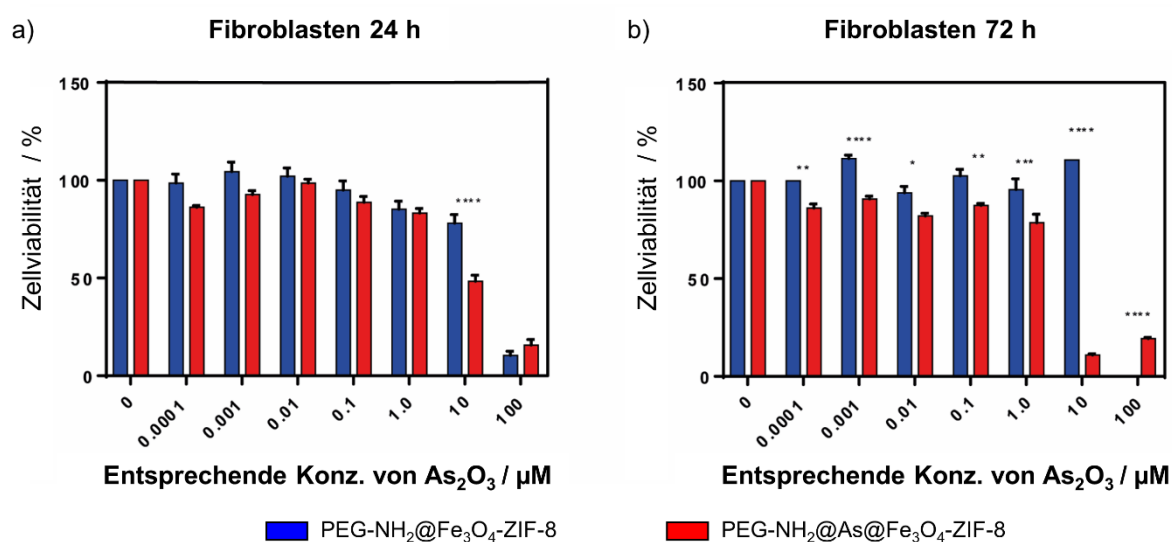 a) Fibroblasten 24 h
150
100
50
0
Zellviabilität / %
****
0 0.0001 0.001 0.01 0.1 1.0 10 100
Entsprechende Konz. von As₂O₃ / µM
b) Fibroblasten 72 h
150
100
50
0
Zellviabilität / %
** **** * ** *** **** ****
0 0.0001 0.001 0.01 0.1 1.0 10 100
Entsprechende Konz. von As₂O₃ / µM
PEG-NH₂@Fe₃O₄-ZIF-8
PEG-NH₂@As@Fe₃O₄-ZIF-8